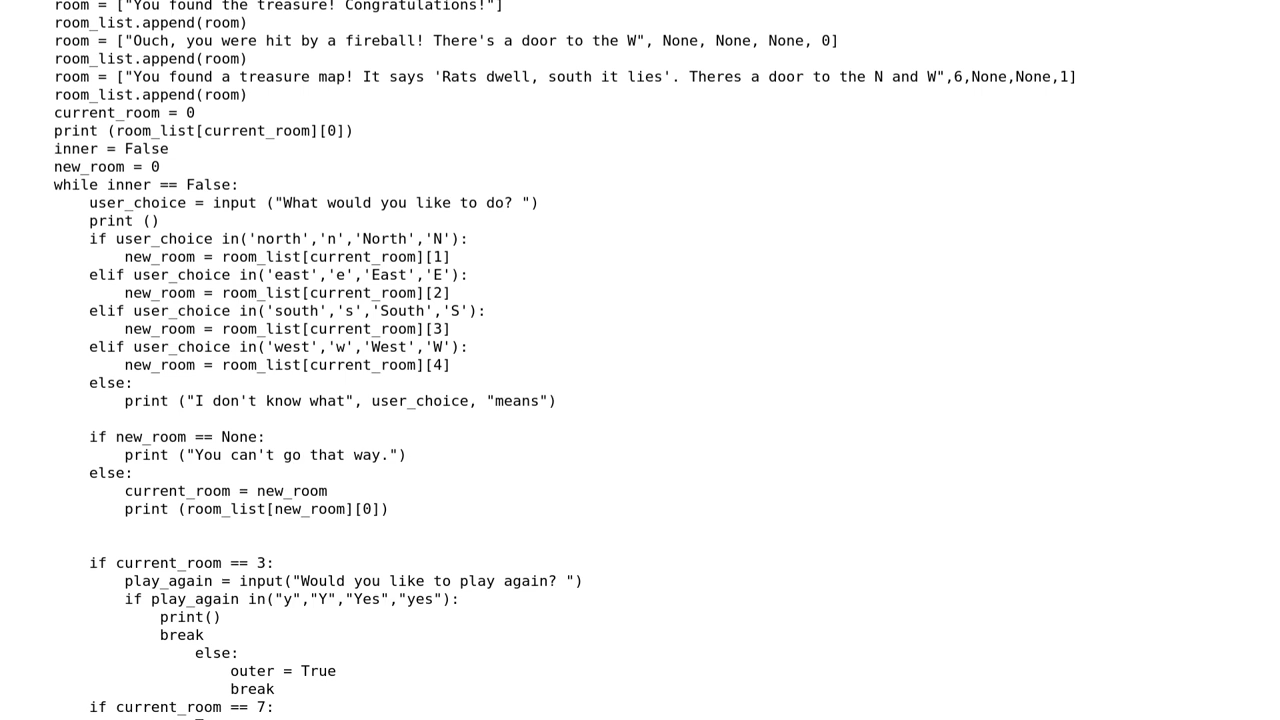 room = ["You found the treasure! Congratulations!"]
room_list.append(room)
room = ["Ouch, you were hit by a fireball! There's a door to the W", None, None, None, 0]
room_list.append(room)
room = ["You found a treasure map! It says 'Rats dwell, south it lies'. Theres a door to the N and W",6,None,None,1]
room_list.append(room)
current_room = 0
print (room_list[current_room][0])
inner = False
new_room = 0
while inner == False:
    user_choice = input ("What would you like to do? ")
    print ()
    if user_choice in('north','n','North','N'):
        new_room = room_list[current_room][1]
    elif user_choice in('east','e','East','E'):
        new_room = room_list[current_room][2]
    elif user_choice in('south','s','South','S'):
        new_room = room_list[current_room][3]
    elif user_choice in('west','w','West','W'):
        new_room = room_list[current_room][4]
    else:
        print ("I don't know what", user_choice, "means")

    if new_room == None:
        print ("You can't go that way.")
    else:
        current_room = new_room
        print (room_list[new_room][0])


    if current_room == 3:
        play_again = input("Would you like to play again? ")
        if play_again in("y","Y","Yes","yes"):
            print()
            break
                else:
                    outer = True
                    break
    if current_room == 7: